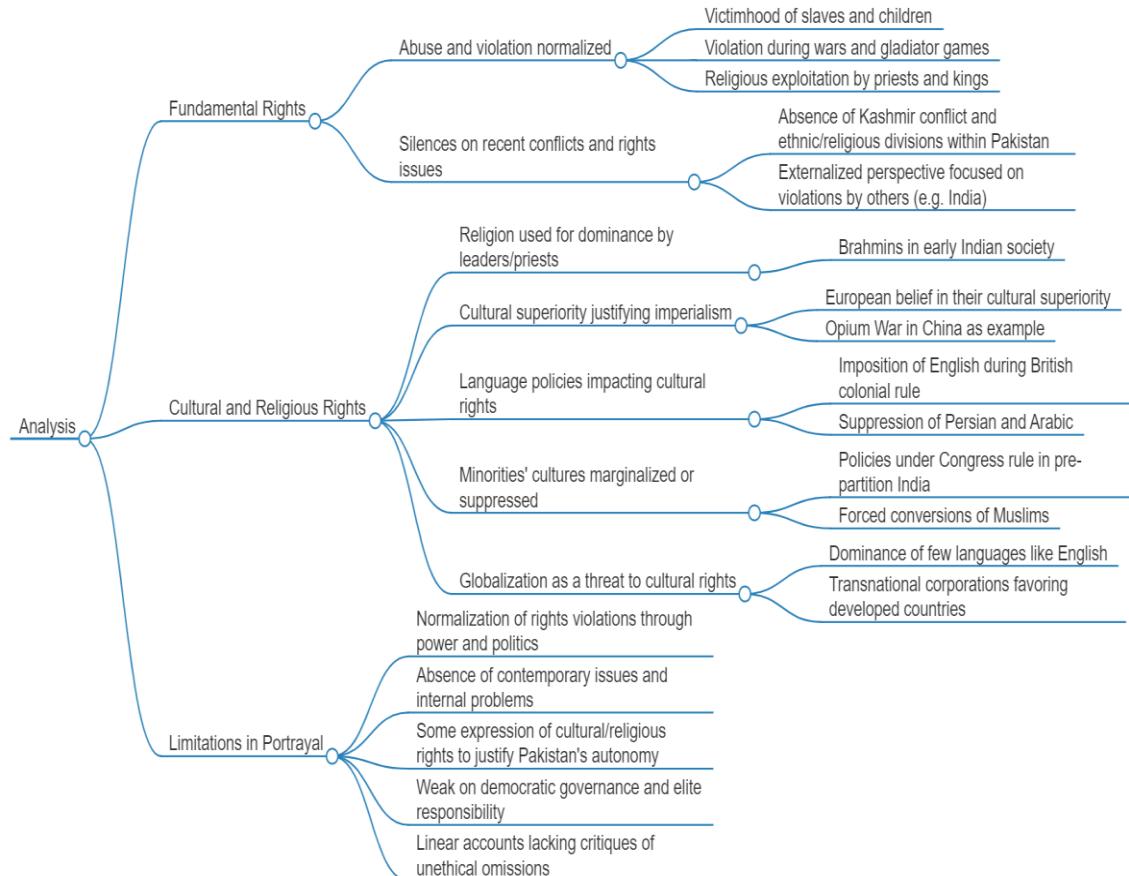 Analysis
Fundamental Rights
Abuse and violation normalized
Victimhood of slaves and children
Violation during wars and gladiator games
Religious exploitation by priests and kings
Silences on recent conflicts and rights
issues
Absence of Kashmir conflict and
ethnic/religious divisions within Pakistan
Externalized perspective focused on
violations by others (e.g. India)
Cultural and Religious Rights
Religion used for dominance by
leaders/priests
Brahmins in early Indian society
Cultural superiority justifying imperialism
European belief in their cultural superiority
Opium War in China as example
Language policies impacting cultural
rights
Imposition of English during British
colonial rule
Suppression of Persian and Arabic
Minorities' cultures marginalized or
suppressed
Policies under Congress rule in pre-
partition India
Forced conversions of Muslims
Globalization as a threat to cultural rights
Dominance of few languages like English
Transnational corporations favoring
developed countries
Limitations in Portrayal
Normalization of rights violations through
power and politics
Absence of contemporary issues and
internal problems
Some expression of cultural/religious
rights to justify Pakistan's autonomy
Weak on democratic governance and elite
responsibility
Linear accounts lacking critiques of
unethical omissions